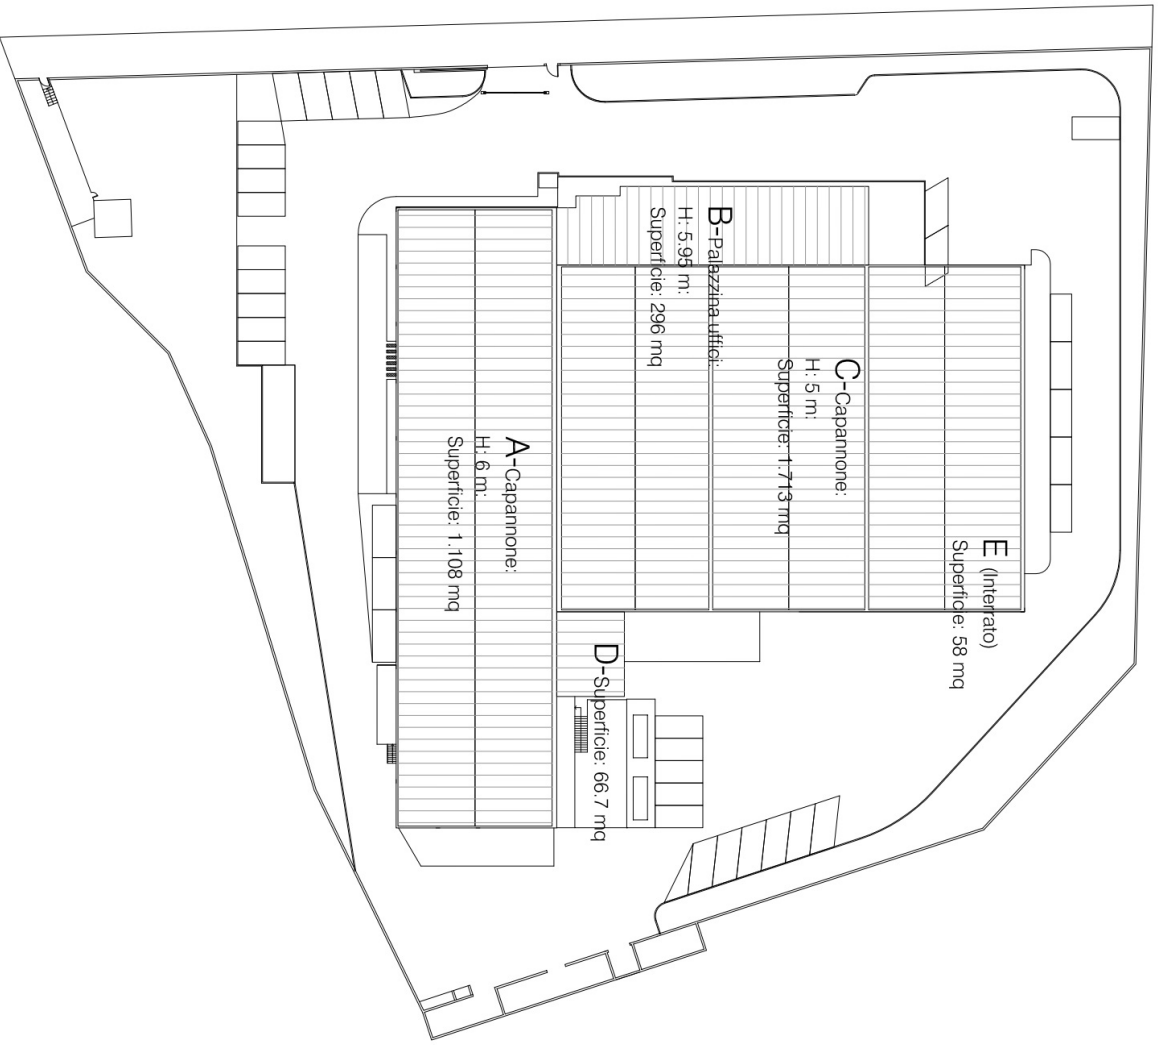 A-Capannone:
H: 6 m:
Superficie: 1.108 mq
B-Palazzina uffici:
H: 5.95 m:
Superficie: 296 mq
C-Capannone:
H: 5 m:
Superficie: 1.713 mq
D-Superficie: 66.7 mq
E (Interrato)
Superficie: 58 mq